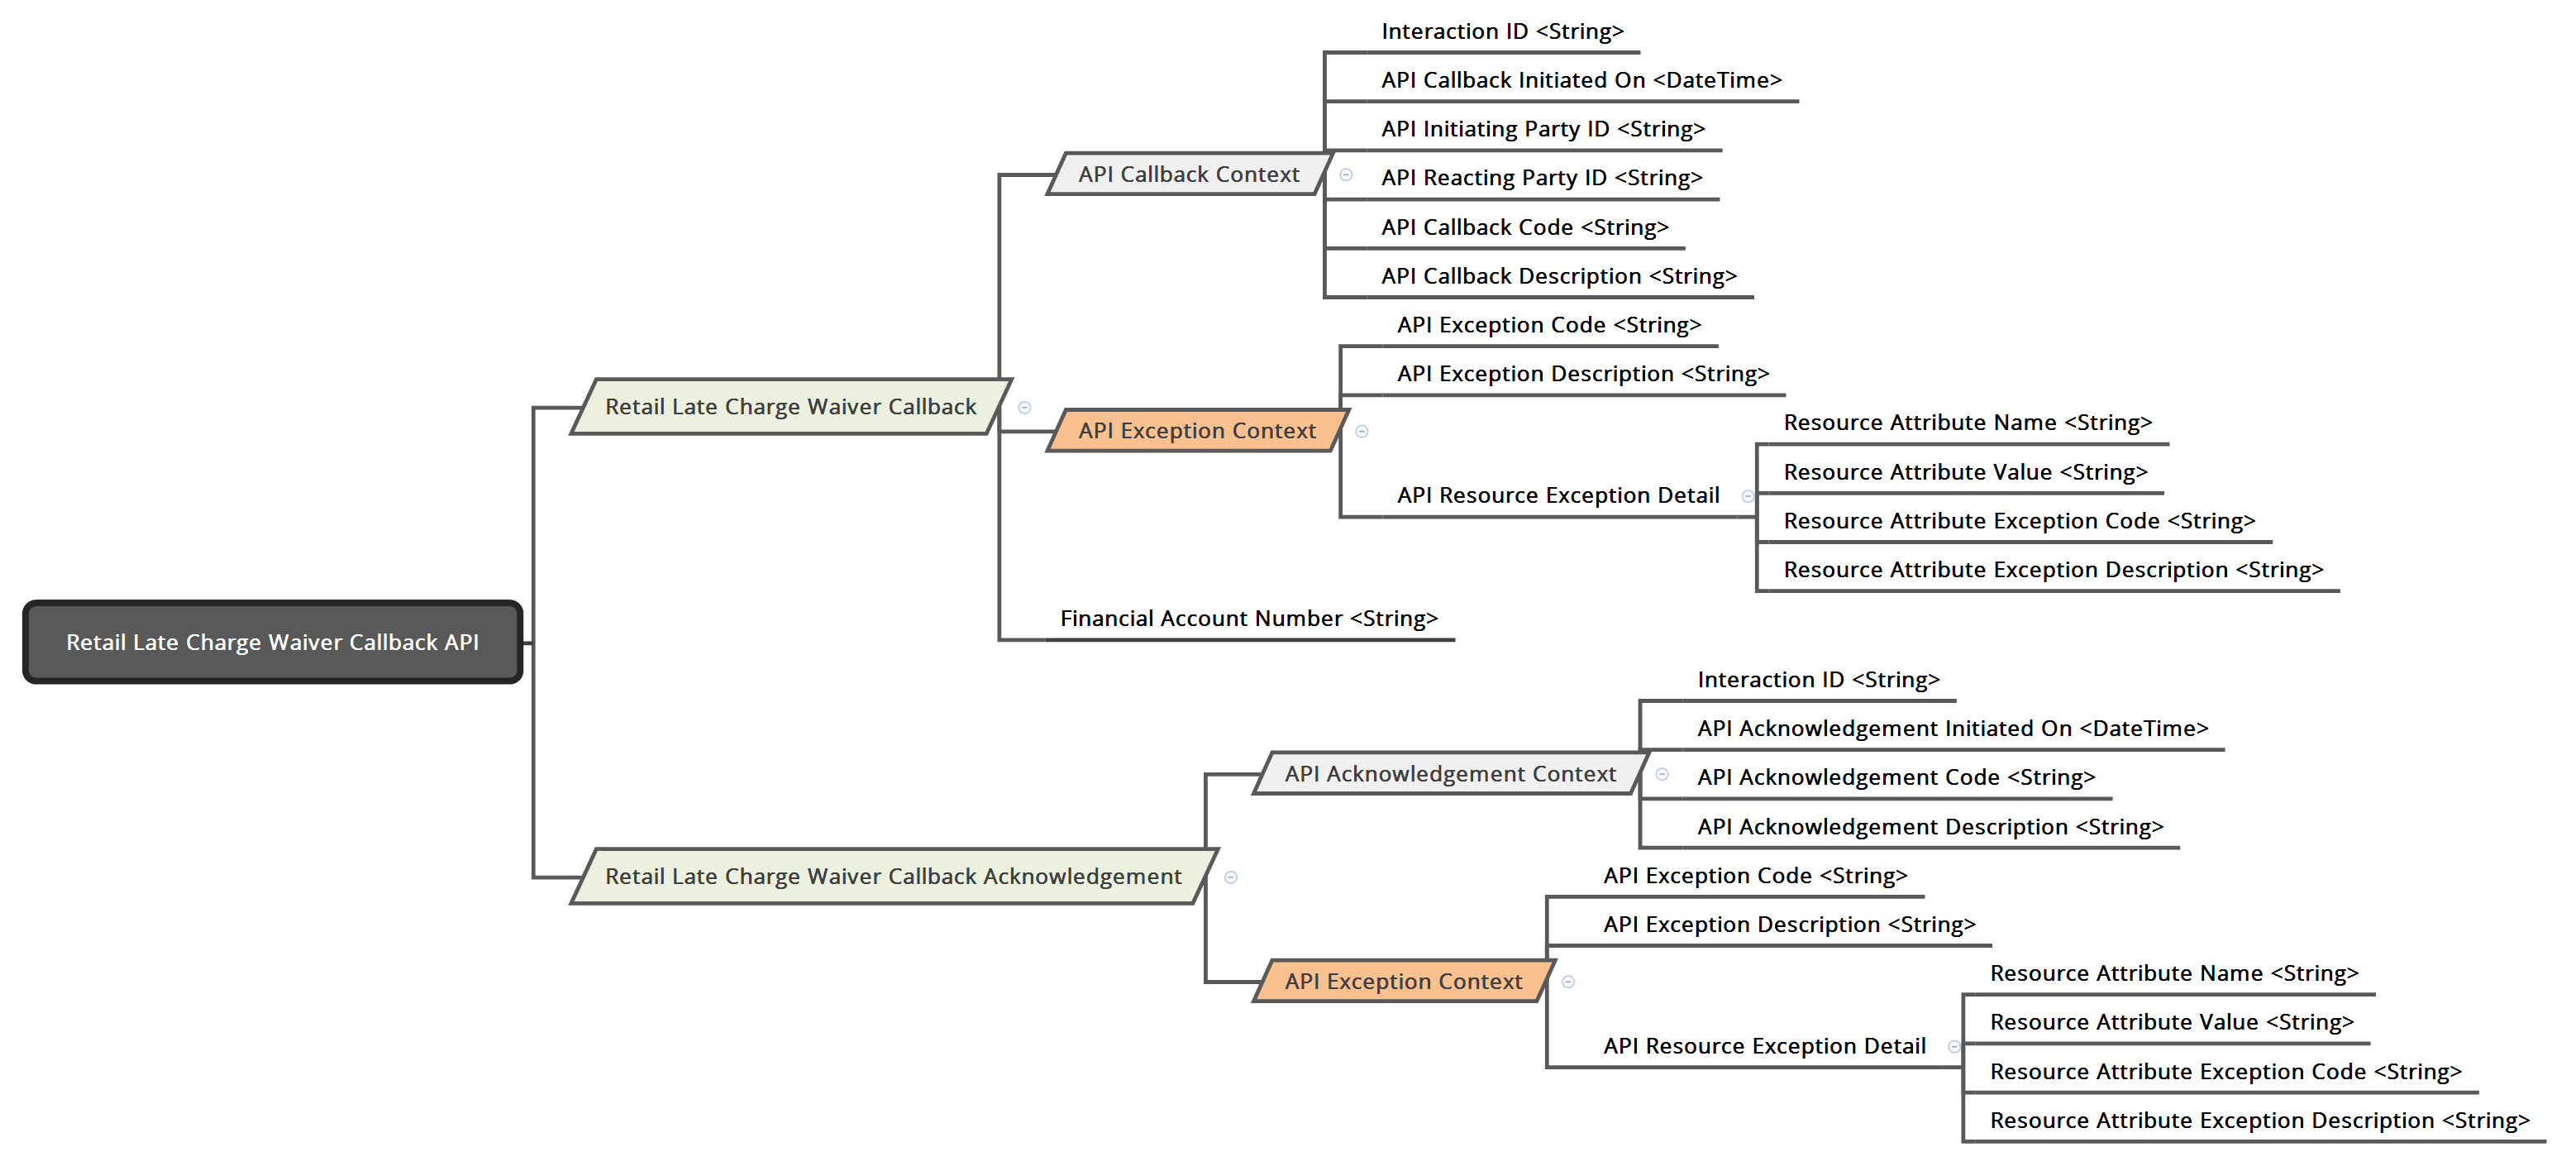 Retail Late Charge Waiver Callback API
Retail Late Charge Waiver Callback
API Callback Context
Interaction ID <String>
API Callback Initiated On <DateTime>
API Initiating Party ID <String>
API Reacting Party ID <String>
API Callback Code <String>
API Callback Description <String>
API Exception Context
API Exception Code <String>
API Exception Description <String>
API Resource Exception Detail
Resource Attribute Name <String>
Resource Attribute Value <String>
Resource Attribute Exception Code <String>
Resource Attribute Exception Description <String>
Financial Account Number <String>
Retail Late Charge Waiver Callback Acknowledgement
API Acknowledgement Context
Interaction ID <String>
API Acknowledgement Initiated On <DateTime>
API Acknowledgement Code <String>
API Acknowledgement Description <String>
API Exception Context
API Exception Code <String>
API Exception Description <String>
API Resource Exception Detail
Resource Attribute Name <String>
Resource Attribute Value <String>
Resource Attribute Exception Code <String>
Resource Attribute Exception Description <String>